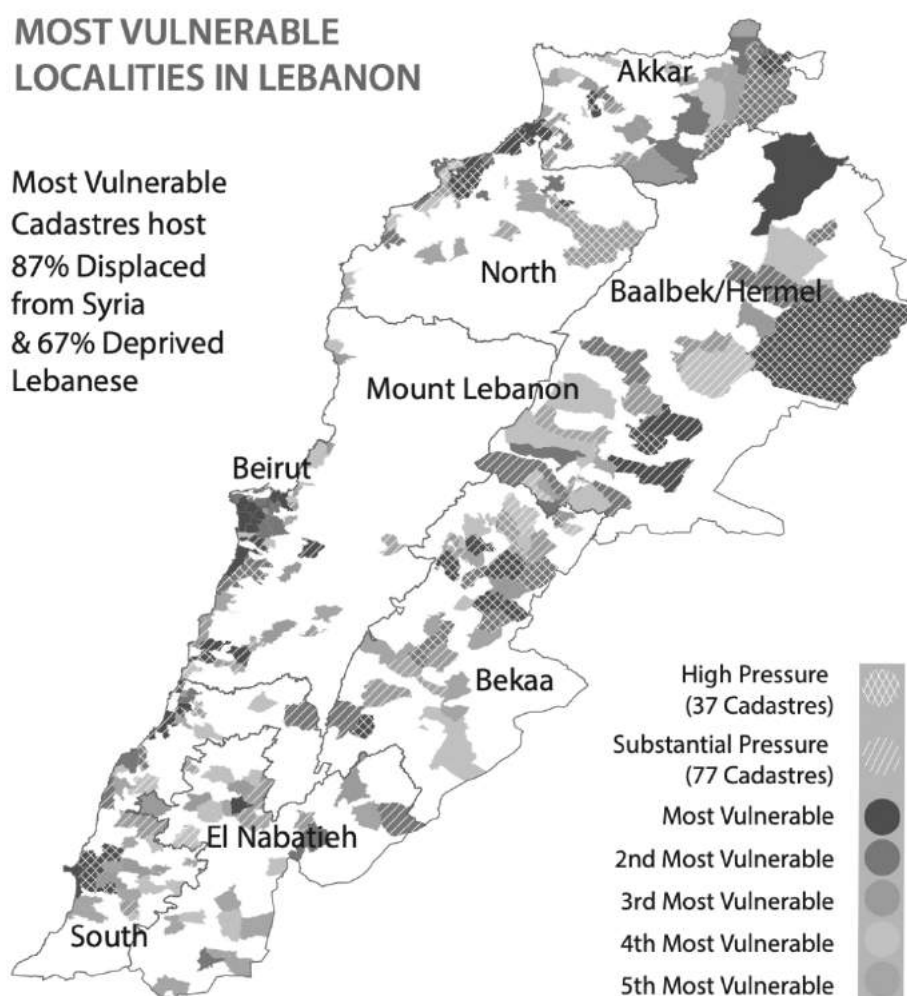 MOST VULNERABLE
LOCALITIES IN LEBANON
Most Vulnerable
Cadastres host
87% Displaced
from Syria
& 67% Deprived
Lebanese
Akkar
North
Baalbek/Hermel
Mount Lebanon
Beirut
Bekaa
El Nabatieh
South
High Pressure
(37 Cadastres)
Substantial Pressure
(77 Cadastres)
Most Vulnerable
2nd Most Vulnerable
3rd Most Vulnerable
4th Most Vulnerable
5th Most Vulnerable